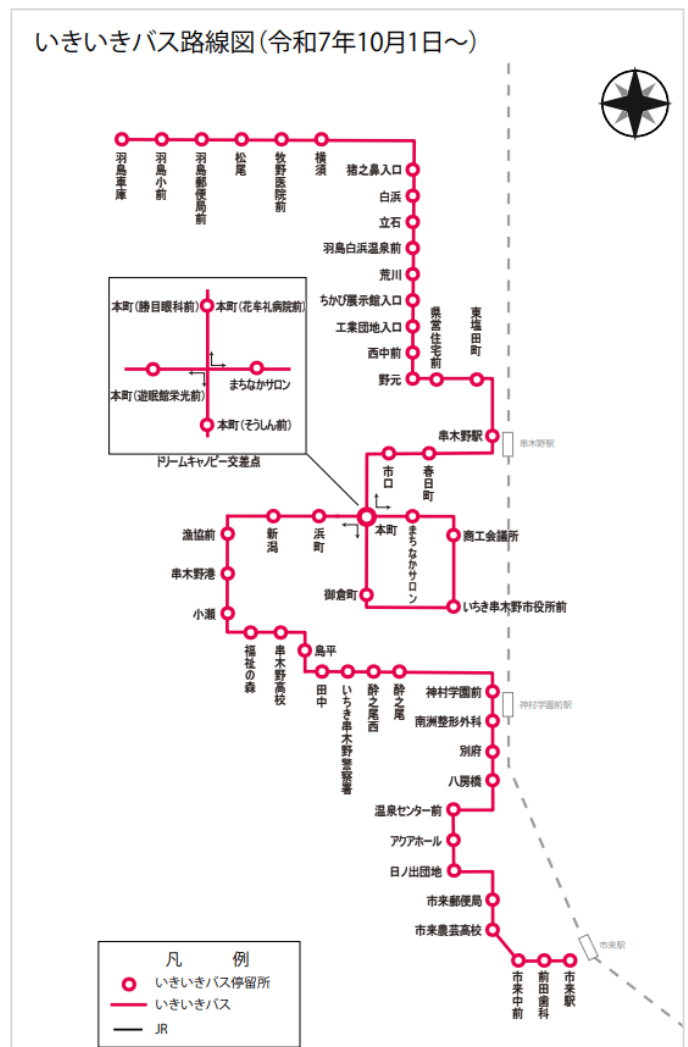 いきいきバス路線図(令和7年10月1日~)
羽島車庫
羽島小前
羽島郵便局前
松尾
牧野医院前
横須
猪之鼻入口
白浜
立石
羽島白浜温泉前
荒川
ちかび展示館入口
工業団地入口
西中前
野元
県営住宅前
東塩田町
串木野駅
串木野駅
本町(勝目眼科前)
本町(花牟礼病院前)
本町(遊眠館栄光前)
まちなかサロン
本町(そうしん前)
ドリームキャノピー交差点
市口
春日町
本町
まちなかサロン
商工会議所
いちき串木野市役所前
御倉町
浜町
新潟
漁協前
串木野港
小瀬
福祉の森
串木野高校
島平
田中
いちき串木野警察署
酔之尾西
酔之尾
神村学園前
神村学園前駅
南洲整形外科
別府
八房橋
温泉センター前
アクアホール
日ノ出団地
市来郵便局
市来農芸高校
市来中前
前田歯科
市来駅
市来駅
凡 例
いきいきバス停留所
いきいきバス
JR